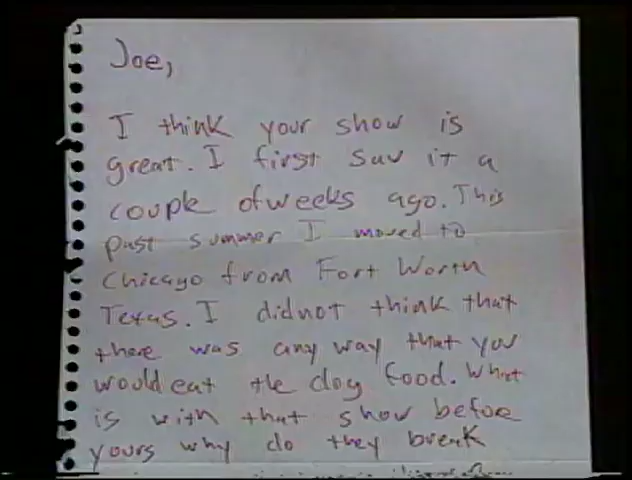 Joe,
I think your show is
great. I first saw it a
couple of weeks ago. This
past summer I moved to
Chicago from Fort Worth
Texas. I did not think that
there was any way that you
would eat the dog food. What
is with that show before
yours why do they break